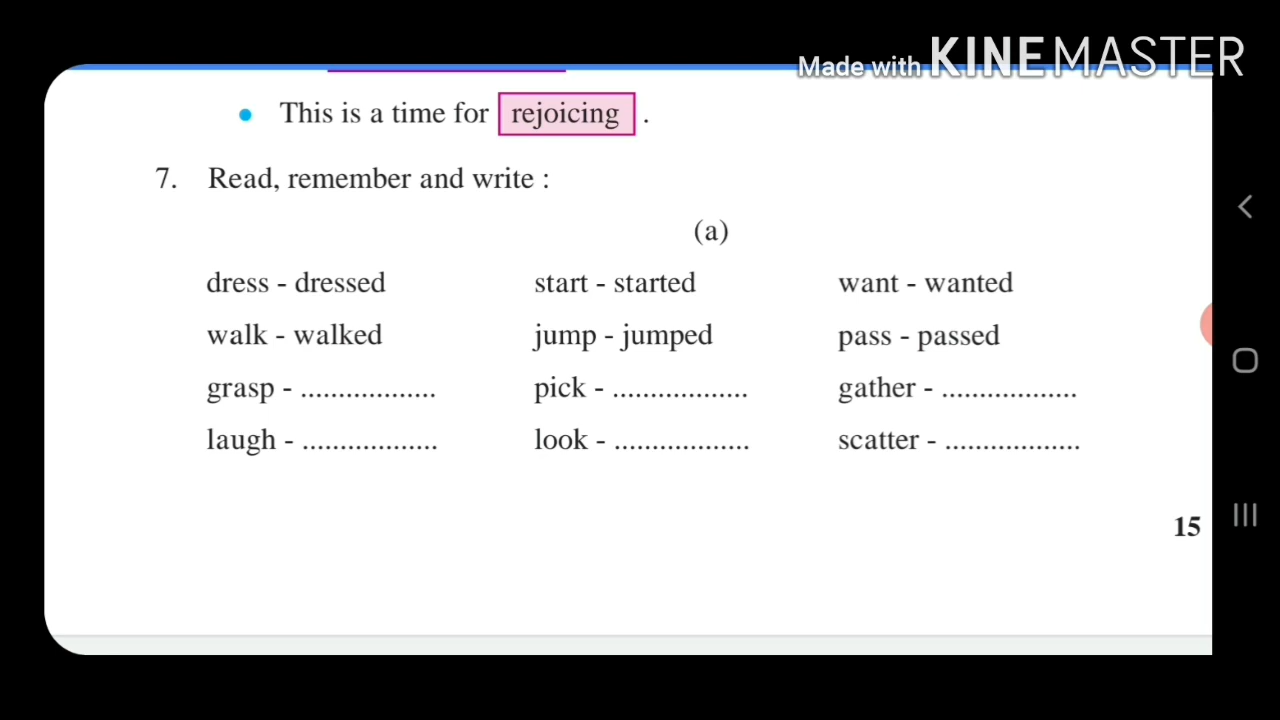 Made with KINEMASTER
• This is a time for rejoicing .
7. Read, remember and write :
(a)
dress - dressed start - started want - wanted
walk - walked jump - jumped pass - passed
grasp - .................. pick - .................. gather - ..................
laugh - .................. look - .................. scatter - ..................
15